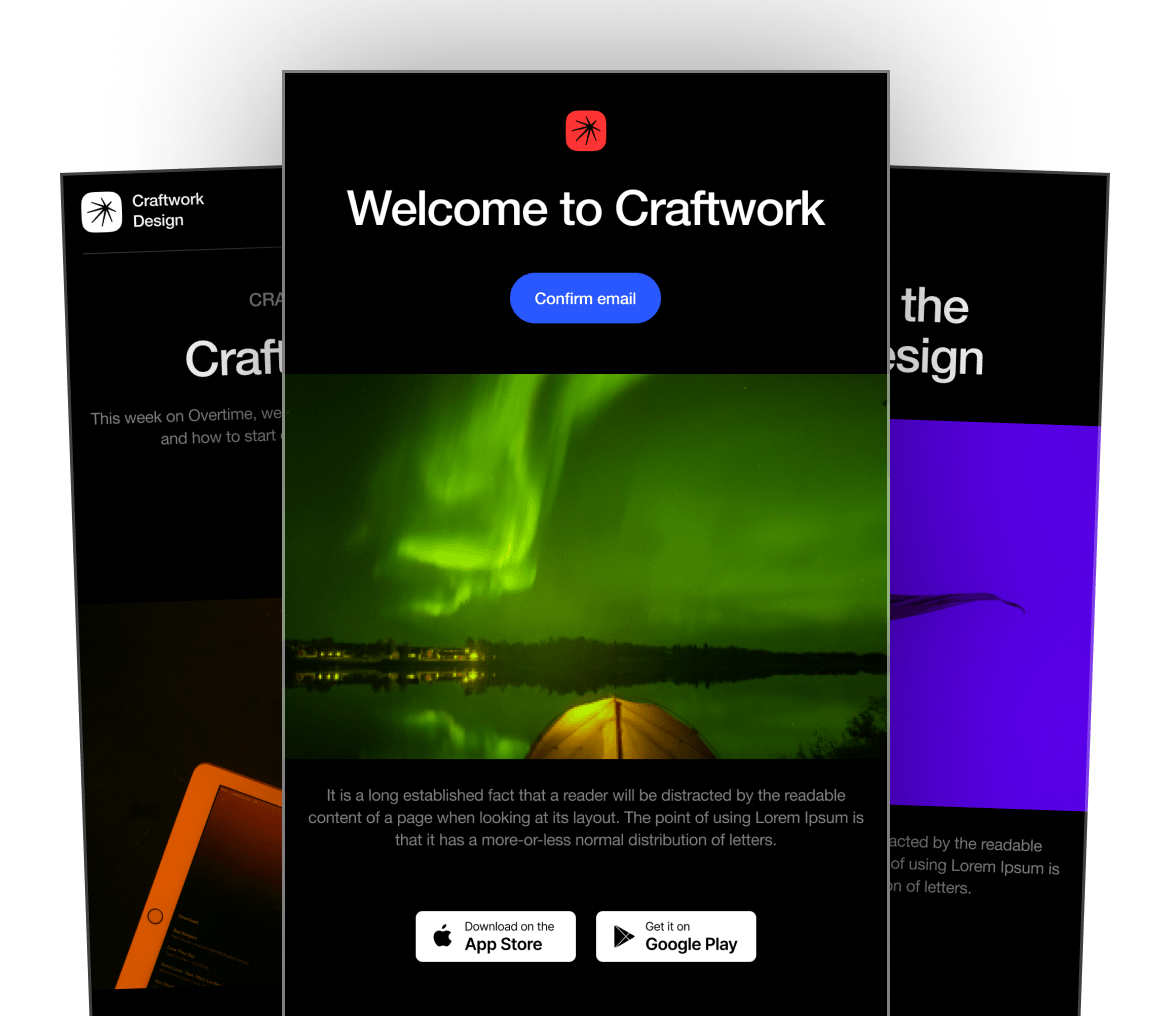 Craftwork
Design
CRA
Craft
This week on Overtime, we
and how to start
Welcome to Craftwork
Confirm email
It is a long established fact that a reader will be distracted by the readable
content of a page when looking at its layout. The point of using Lorem Ipsum is
that it has a more-or-less normal distribution of letters.
Download on the
App Store
Get it on
Google Play
the
esign
acted by the readable
of using Lorem Ipsum is
on of letters.